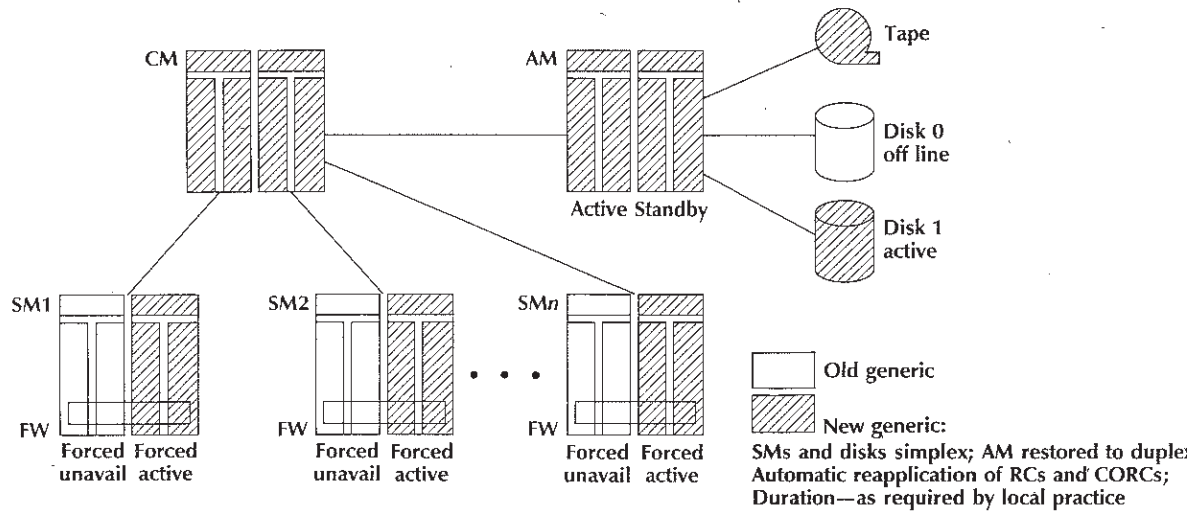 CM
AM
Tape
Disk 0
off line
Active Standby
Disk 1
active
SM1
SM2
SMn
Old generic
FW
FW
FW
New generic:
Forced Forced
unavail active
Forced Forced
unavail active
Forced Forced
unavail active
SMs and disks simplex; AM restored to duplex
Automatic reapplication of RCs and CORCs;
Duration—as required by local practice